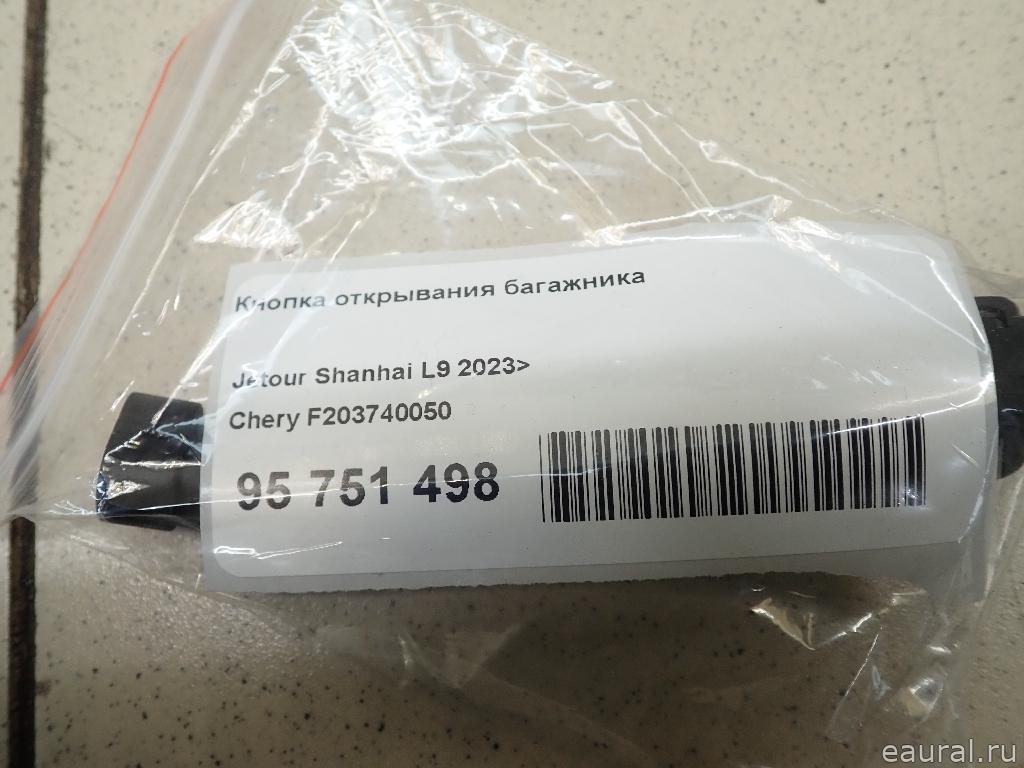 Кнопка открывания багажника
Jetour Shanhai L9 2023>
Chery F203740050
95 751 498
eaural.ru